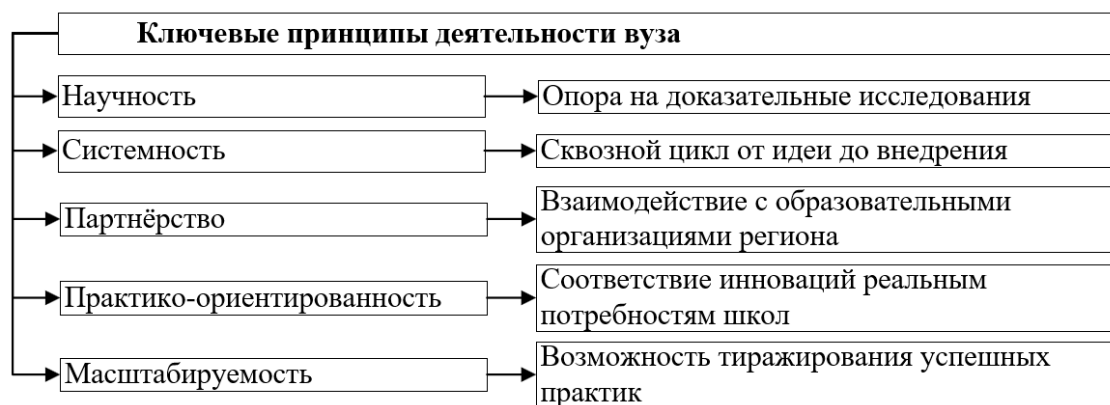 Ключевые принципы деятельности вуза
Научность
Опора на доказательные исследования
Системность
Сквозной цикл от идеи до внедрения
Партнёрство
Взаимодействие с образовательными
организациями региона
Практико-ориентированность
Соответствие инноваций реальным
потребностям школ
Масштабируемость
Возможность тиражирования успешных
практик